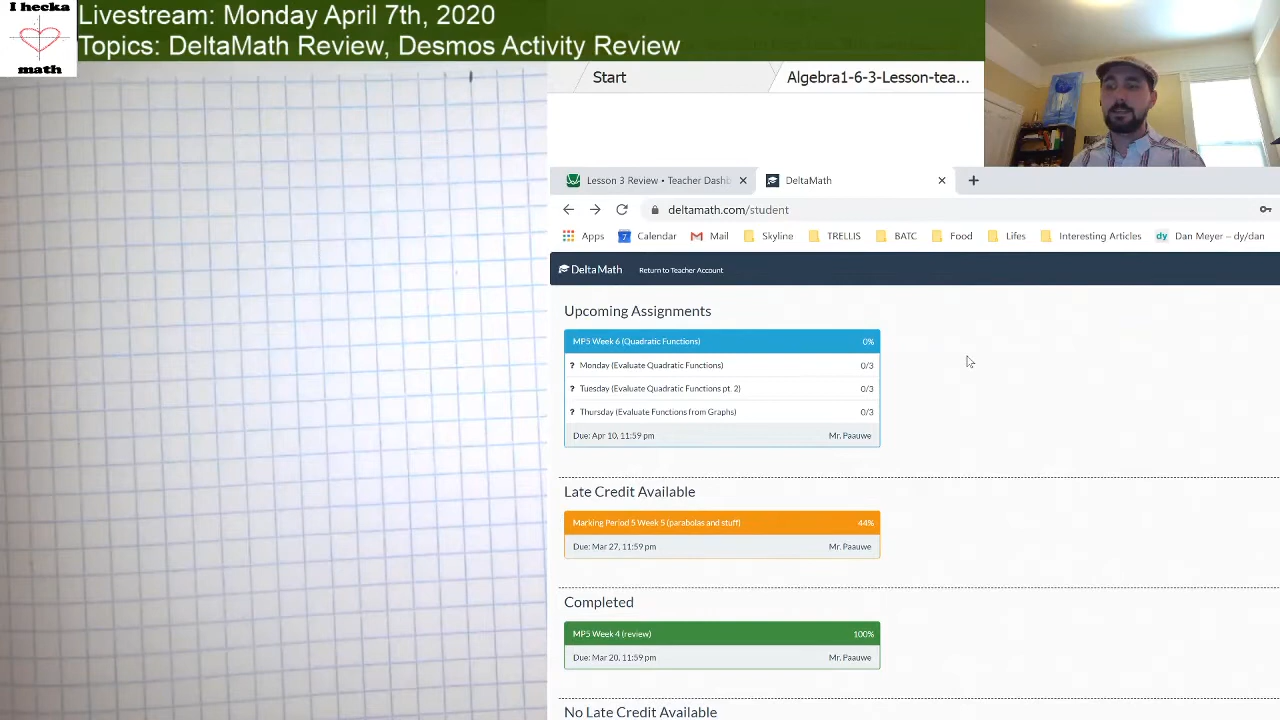 I hecka
math
Livestream: Monday April 7th, 2020
Topics: DeltaMath Review, Desmos Activity Review
Start
Algebra1-6-3-Lesson-tea...
Lesson 3 Review • Teacher Dashb
DeltaMath
deltamath.com/student
Apps
Calendar
Mail
Skyline
TRELLIS
BATC
Food
Lifes
Interesting Articles
dy Dan Meyer – dy/dan
DeltaMath
Return to Teacher Account
Upcoming Assignments
MP5 Week 6 (Quadratic Functions) 0%
? Monday (Evaluate Quadratic Functions) 0/3
? Tuesday (Evaluate Quadratic Functions pt. 2) 0/3
? Thursday (Evaluate Functions from Graphs) 0/3
Due: Apr 10, 11:59 pm Mr. Paauwe
Late Credit Available
Marking Period 5 Week 5 (parabolas and stuff) 44%
Due: Mar 27, 11:59 pm Mr. Paauwe
Completed
MP5 Week 4 (review) 100%
Due: Mar 20, 11:59 pm Mr. Paauwe
No Late Credit Available